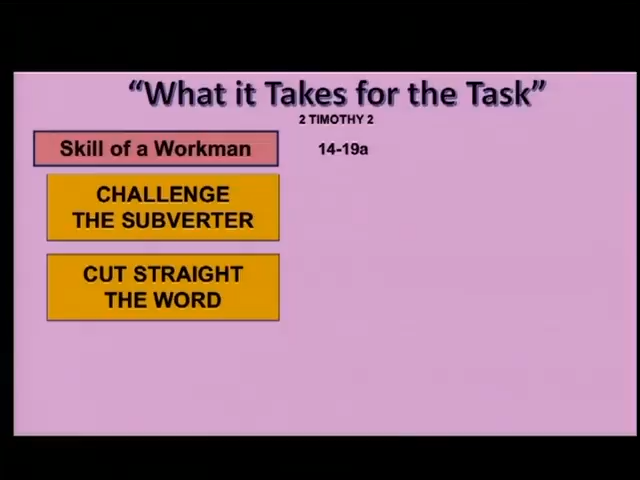 “What it Takes for the Task”
2 TIMOTHY 2
Skill of a Workman 14-19a
CHALLENGE
THE SUBVERTER
CUT STRAIGHT
THE WORD